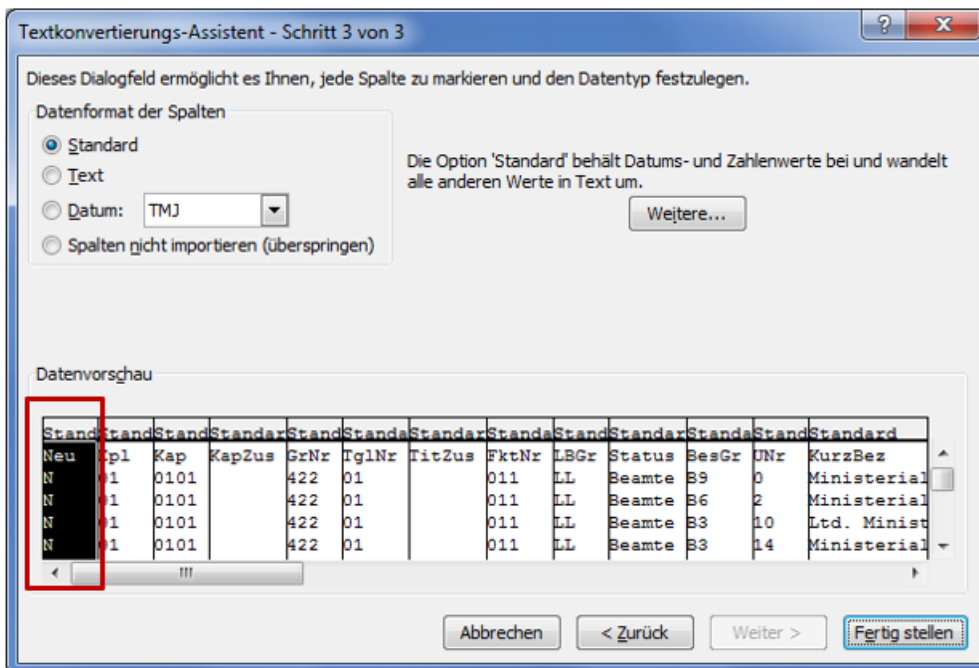 Textkonvertierungs-Assistent - Schritt 3 von 3
Dieses Dialogfeld ermöglicht es Ihnen, jede Spalte zu markieren und den Datentyp festzulegen.
Datenformat der Spalten
Standard
Text
Datum: TMJ
Spalten nicht importieren (überspringen)
Die Option 'Standard' behält Datums- und Zahlenwerte bei und wandelt
alle anderen Werte in Text um.
Weitere...
Datenvorschau
Stand Stand Stand Standar Stand Standa Standar Standa Stand Standar Standa Stand Standard
Neu Epl Kap KapZus GrNr TglNr TitZus FktNr LBGr Status BesGr UNr KurzBez
N 01 0101 422 01 011 LL Beamte B9 0 Ministerial
N 01 0101 422 01 011 LL Beamte B6 2 Ministerial
N 01 0101 422 01 011 LL Beamte B3 10 Ltd. Minist
N 01 0101 422 01 011 LL Beamte B3 14 Ministerial
Abbrechen < Zurück Weiter > Fertig stellen